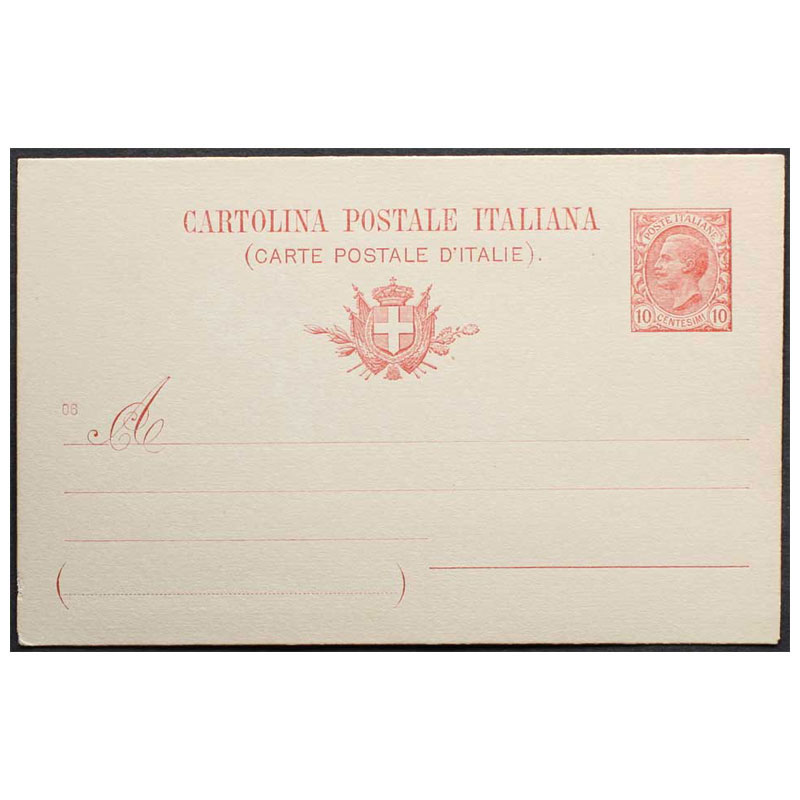 CARTOLINA POSTALE ITALIANA
(CARTE POSTALE D'ITALIE).
POSTE ITALIANE
10 CENTESIMI 10
06
A
( )